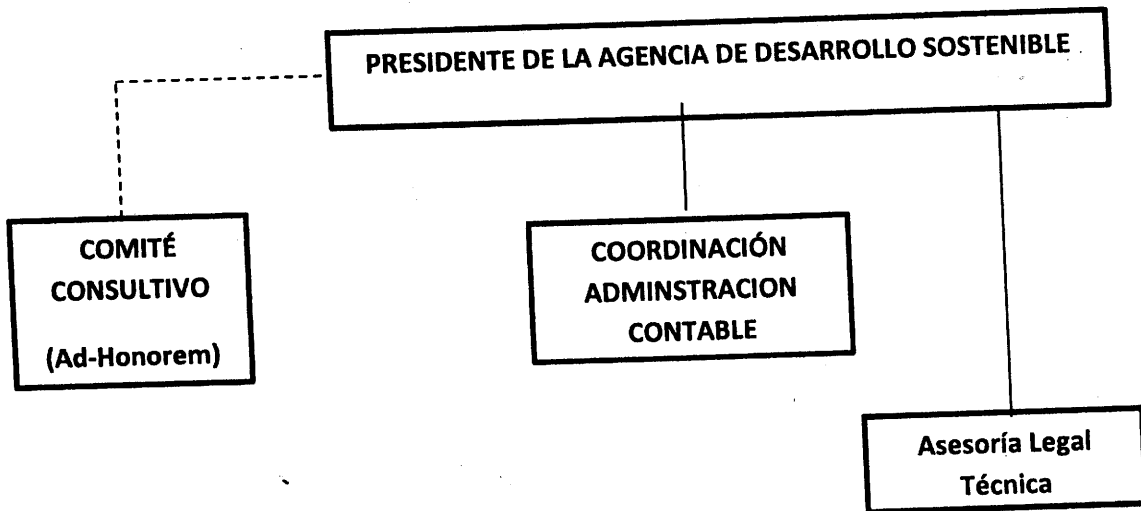 PRESIDENTE DE LA AGENCIA DE DESARROLLO SOSTENIBLE
COMITÉ
CONSULTIVO
(Ad-Honorem)
COORDINACIÓN
ADMINSTRACION
CONTABLE
Asesoría Legal
Técnica